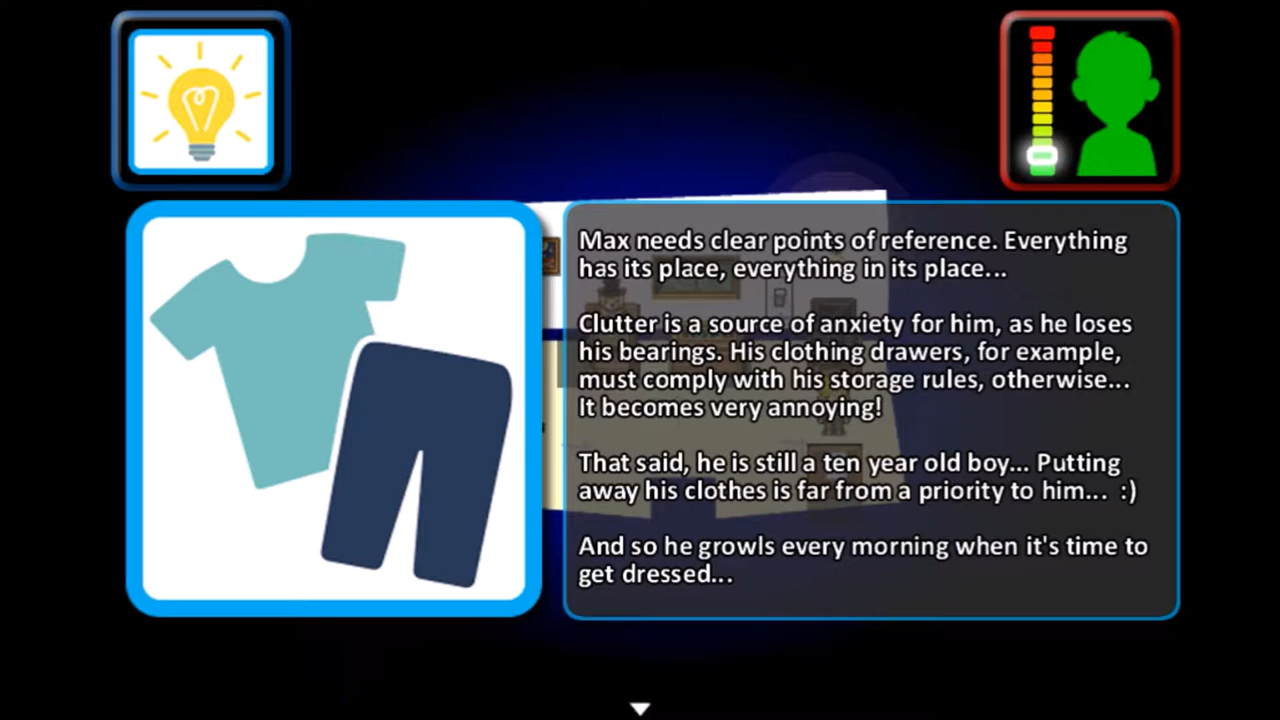 Max needs clear points of reference. Everything
has its place, everything in its place...
Clutter is a source of anxiety for him, as he loses
his bearings. His clothing drawers, for example,
must comply with his storage rules, otherwise...
It becomes very annoying!
That said, he is still a ten year old boy... Putting
away his clothes is far from a priority to him... :)
And so he growls every morning when it's time to
get dressed...